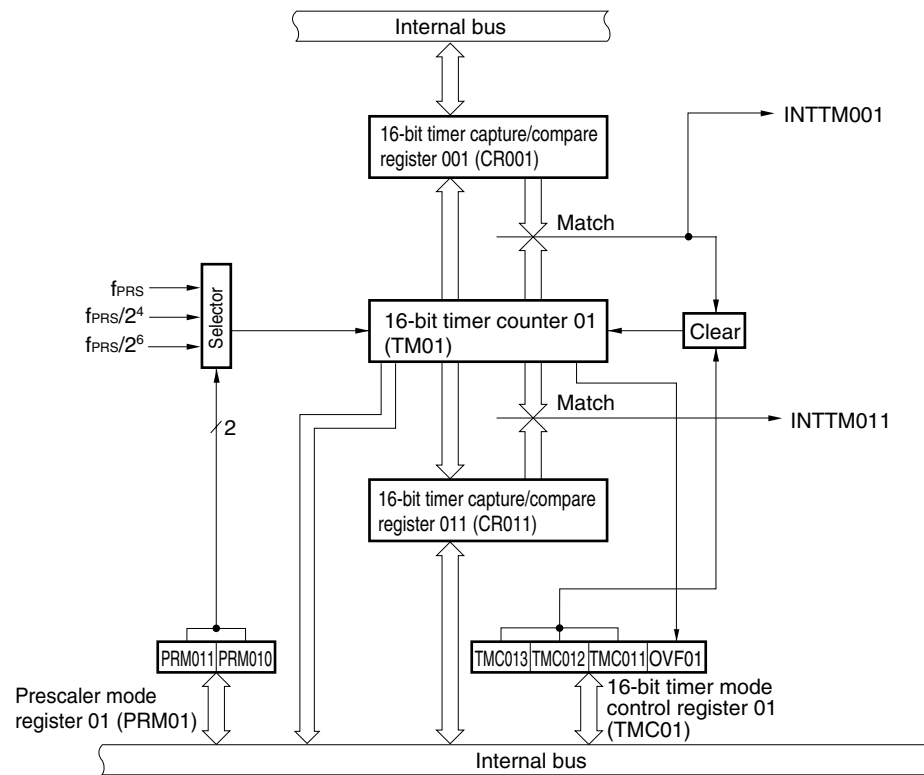 Internal bus
16-bit timer capture/compare
register 001 (CR001)
INTTM001
Match
fPRS
fPRS/2⁴
fPRS/2⁶
Selector
16-bit timer counter 01
(TM01)
Clear
2
Match
INTTM011
16-bit timer capture/compare
register 011 (CR011)
PRM011 PRM010
TMC013 TMC012 TMC011 OVF01
Prescaler mode
register 01 (PRM01)
16-bit timer mode
control register 01
(TMC01)
Internal bus